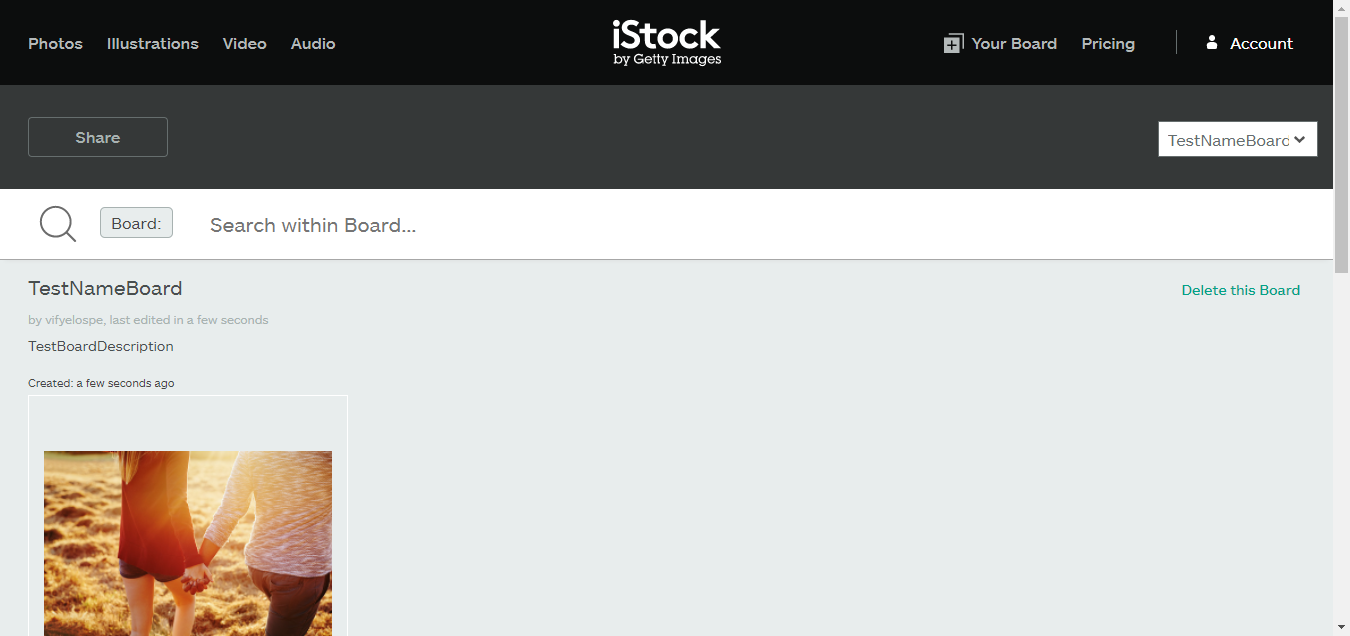 Photos Illustrations Video Audio
iStock
by Getty Images
Your Board Pricing Account
Share
TestNameBoard
Board: Search within Board...
TestNameBoard
Delete this Board
by vifyelospe, last edited in a few seconds
TestBoardDescription
Created: a few seconds ago